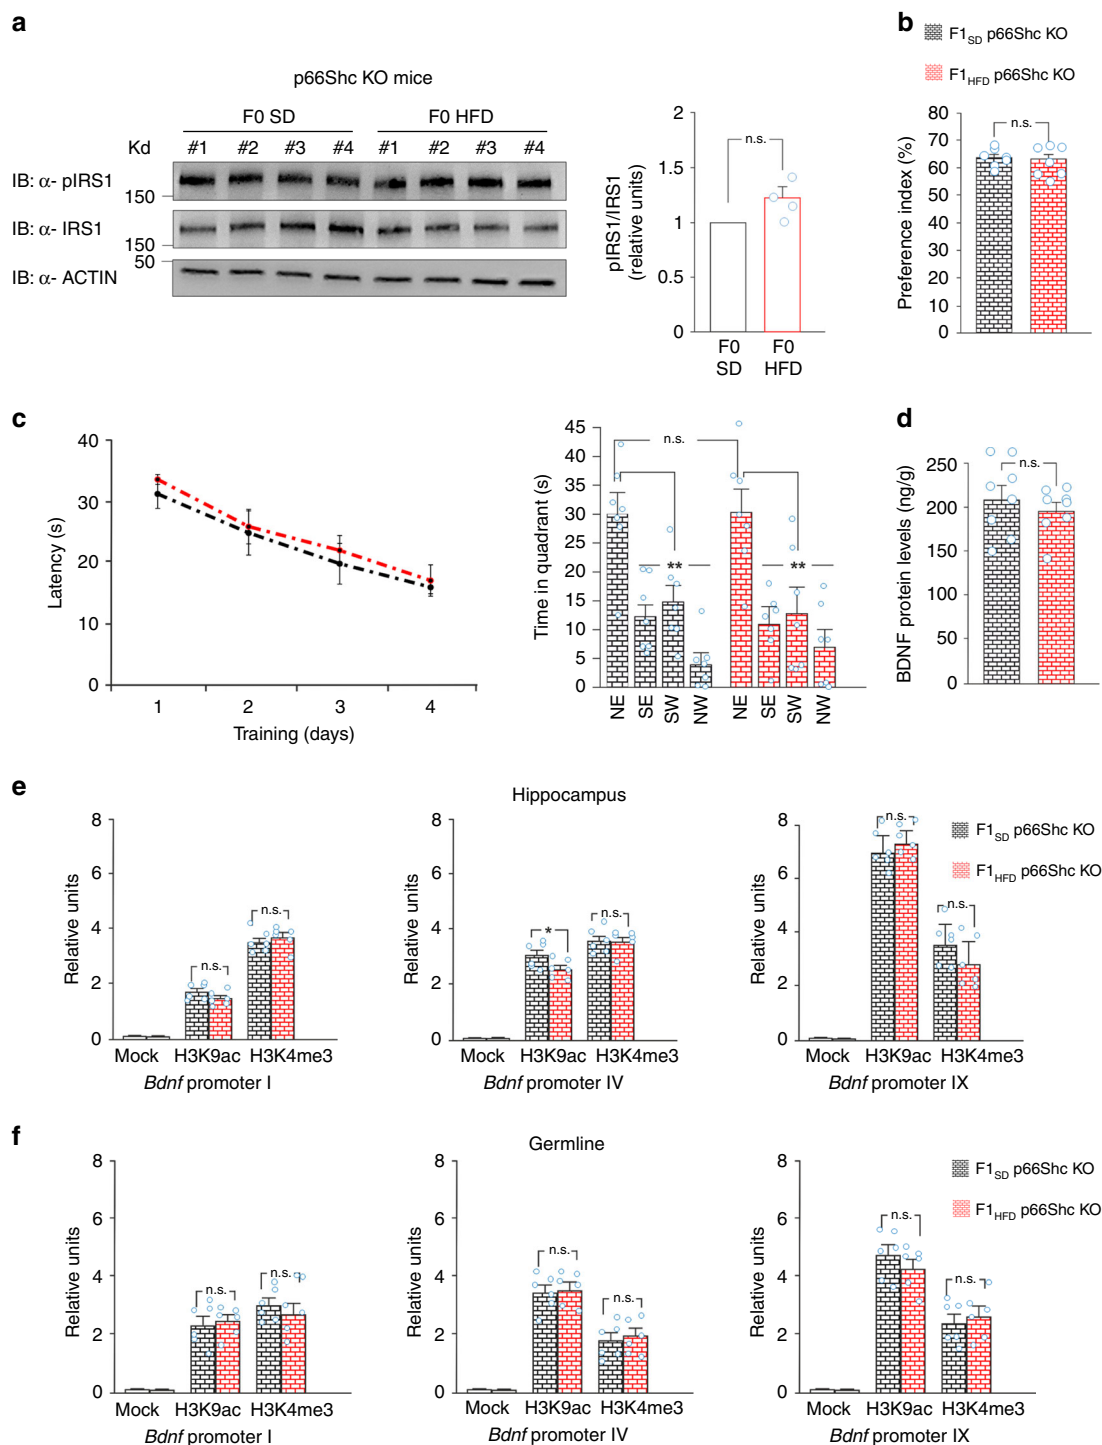 a
p66Shc KO mice
F0 SD F0 HFD
Kd #1 #2 #3 #4 #1 #2 #3 #4
IB: α- pIRS1
150
IB: α- IRS1
150
50
IB: α- ACTIN
pIRS1/IRS1
(relative units)
2
1.5
1
0.5
0
n.s.
F0
SD
F0
HFD
b
F1SD p66Shc KO
F1HFD p66Shc KO
Preference index (%)
80
70
60
50
40
30
20
10
0
n.s.
c
Latency (s)
40
30
20
10
0
1 2 3 4
Training (days)
Time in quadrant (s)
45
40
35
30
25
20
15
10
5
0
n.s.
** **
NE SE SW NW NE SE SW NW
d
BDNF protein levels (ng/g)
250
200
150
100
50
0
n.s.
e
Hippocampus
Relative units
8
6
4
2
0
n.s. n.s.
Mock H3K9ac H3K4me3
Bdnf promoter I
Relative units
8
6
4
2
0
* n.s.
Mock H3K9ac H3K4me3
Bdnf promoter IV
Relative units
8
6
4
2
0
n.s. n.s.
Mock H3K9ac H3K4me3
Bdnf promoter IX
F1SD p66Shc KO
F1HFD p66Shc KO
f
Germline
Relative units
8
6
4
2
0
n.s. n.s.
Mock H3K9ac H3K4me3
Bdnf promoter I
Relative units
8
6
4
2
0
n.s. n.s.
Mock H3K9ac H3K4me3
Bdnf promoter IV
Relative units
8
6
4
2
0
n.s. n.s.
Mock H3K9ac H3K4me3
Bdnf promoter IX
F1SD p66Shc KO
F1HFD p66Shc KO